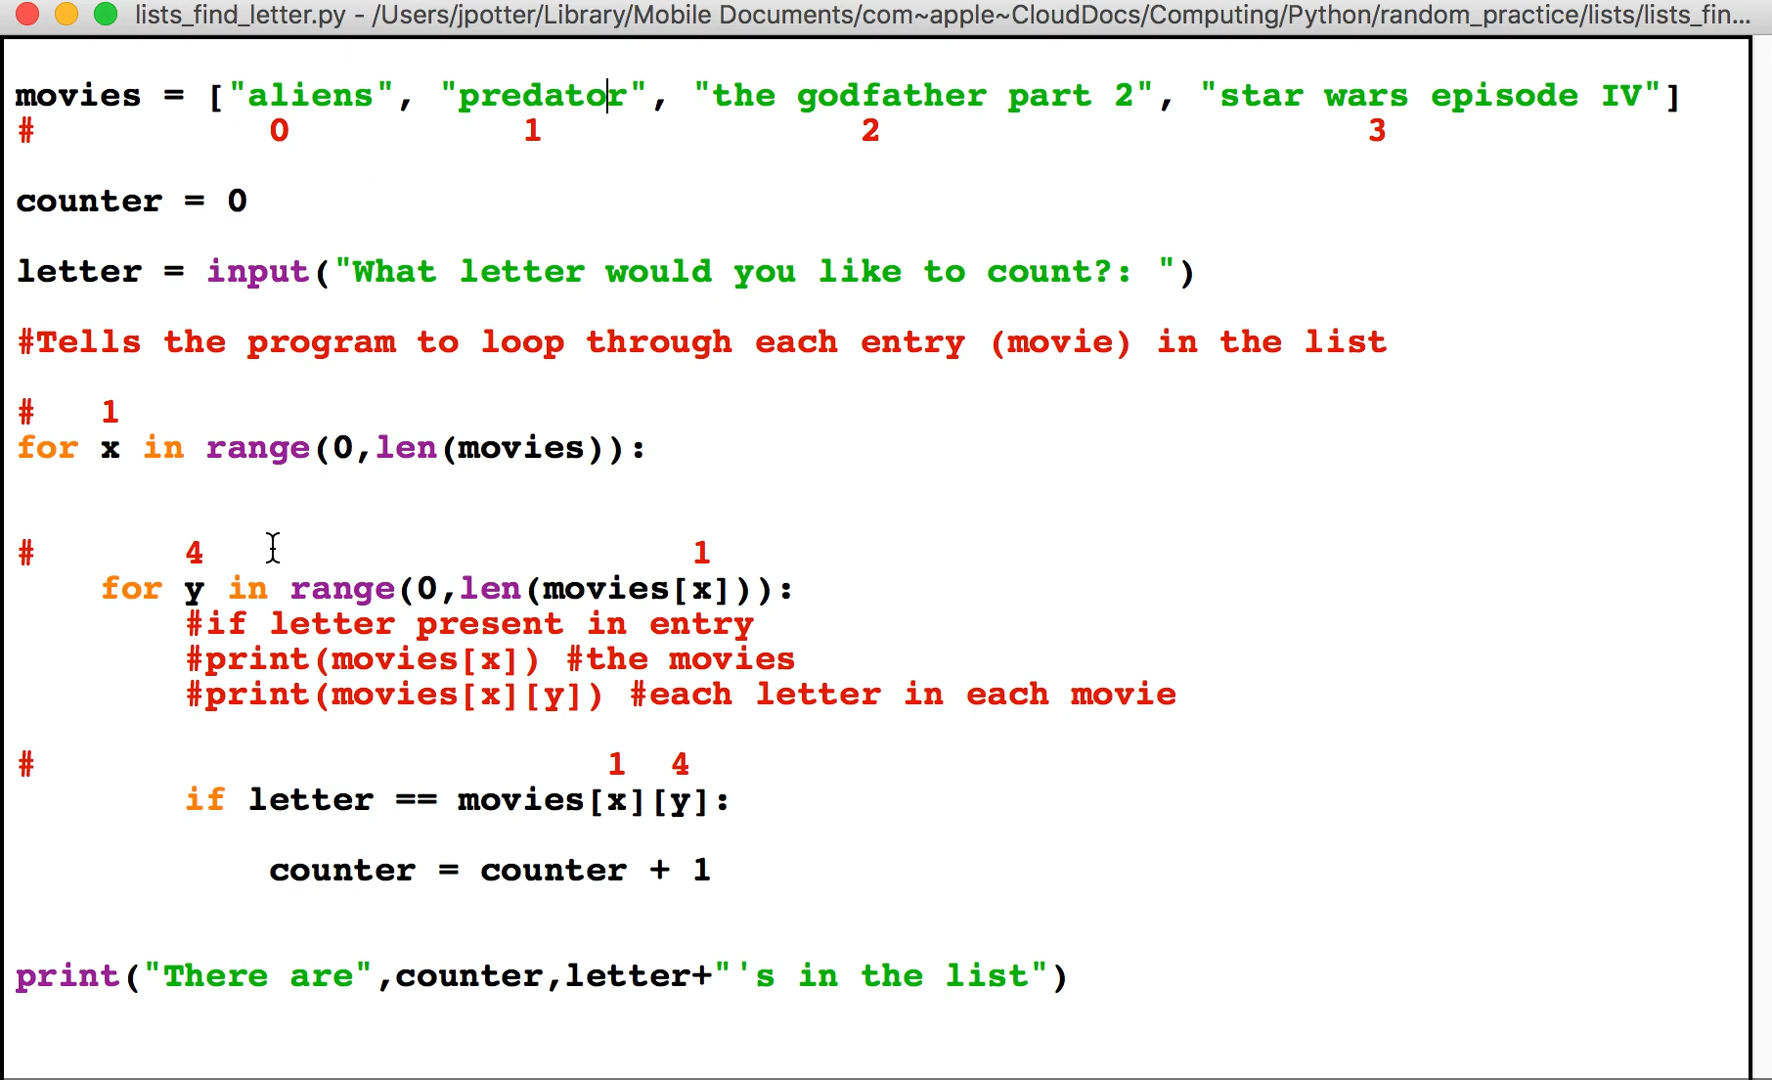 lists_find_letter.py - /Users/jpotter/Library/Mobile Documents/com~apple~CloudDocs/Computing/Python/random_practice/lists/lists_fin...
movies = ["aliens", "predator", "the godfather part 2", "star wars episode IV"]
# 0 1 2 3
counter = 0
letter = input("What letter would you like to count?: ")
#Tells the program to loop through each entry (movie) in the list
# 1
for x in range(0,len(movies)):
# 4 1
for y in range(0,len(movies[x])):
#if letter present in entry
#print(movies[x]) #the movies
#print(movies[x][y]) #each letter in each movie
# 1 4
if letter == movies[x][y]:
counter = counter + 1
print("There are",counter,letter+"'s in the list")